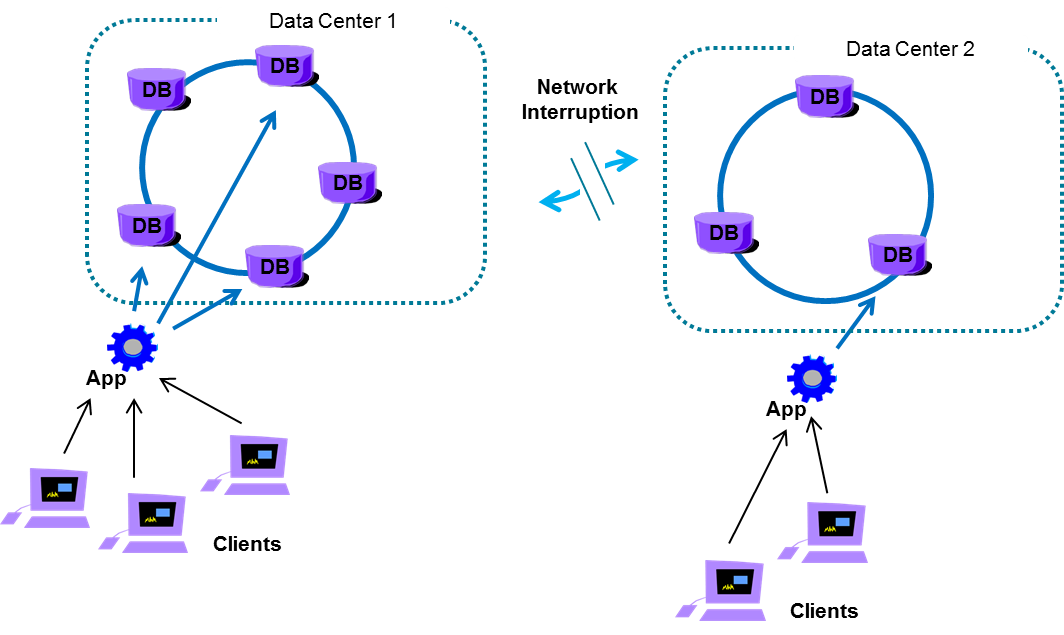 Data Center 1
DB
DB
DB
DB
DB
App
Clients
Network
Interruption
Data Center 2
DB
DB
DB
App
Clients